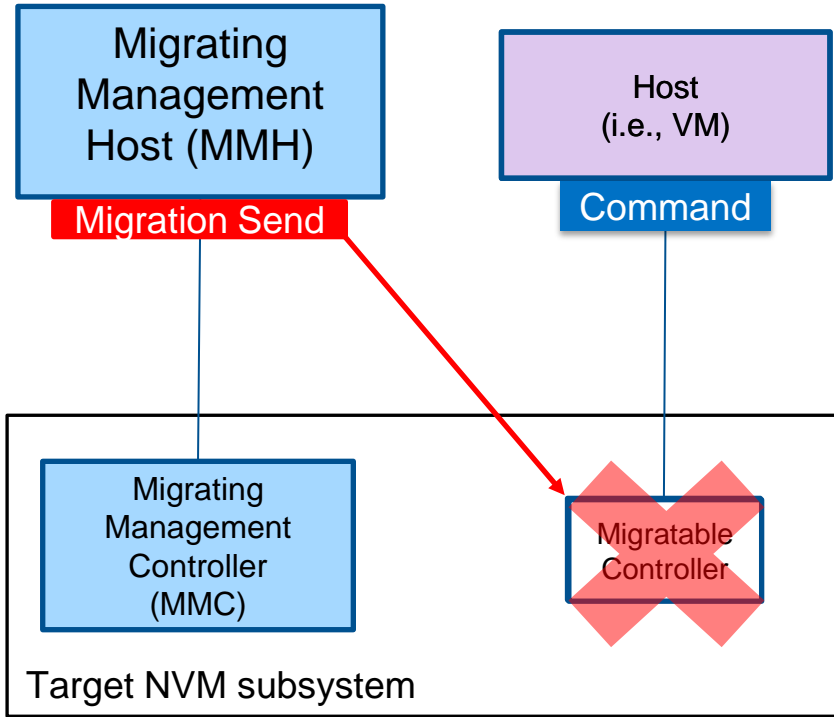 Migrating
Management
Host (MMH)
Host
(i.e., VM)
Migration Send
Command
Migrating
Management
Controller
(MMC)
Migratable
Controller
Target NVM subsystem